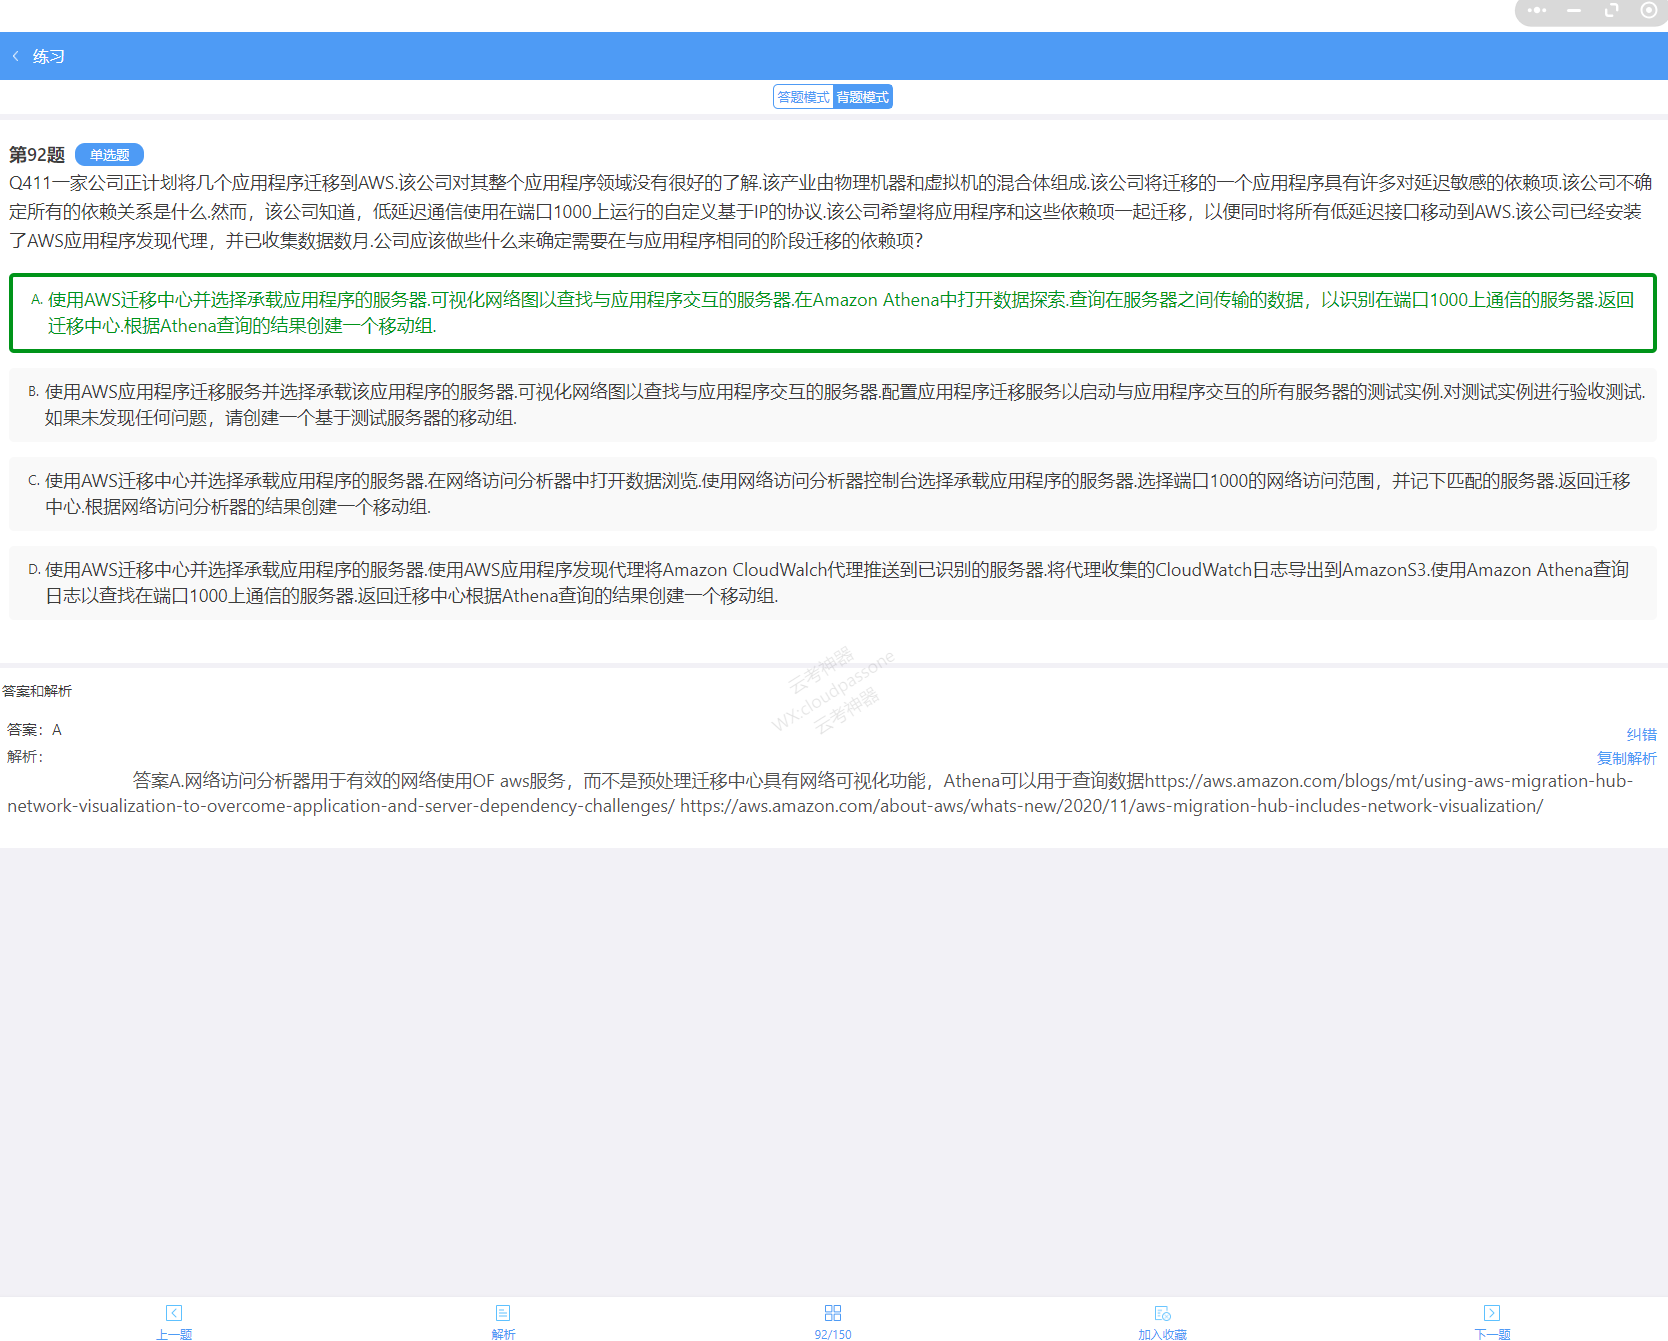 练习
答题模式 背题模式
第92题 单选题
Q411一家公司正计划将几个应用程序迁移到AWS.该公司对其整个应用程序领域没有很好的了解.该产业由物理机器和虚拟机的混合体组成.该公司将迁移的一个应用程序具有许多对延迟敏感的依赖项.该公司不确
定所有的依赖关系是什么.然而，该公司知道，低延迟通信使用在端口1000上运行的自定义基于IP的协议.该公司希望将应用程序和这些依赖项一起迁移，以便同时将所有低延迟接口移动到AWS.该公司已经安装
了AWS应用程序发现代理，并已收集数据数月.公司应该做些什么来确定需要在与应用程序相同的阶段迁移的依赖项?
A. 使用AWS迁移中心并选择承载应用程序的服务器.可视化网络图以查找与应用程序交互的服务器.在Amazon Athena中打开数据探索.查询在服务器之间传输的数据，以识别在端口1000上通信的服务器.返回
迁移中心.根据Athena查询的结果创建一个移动组.
B. 使用AWS应用程序迁移服务并选择承载该应用程序的服务器.可视化网络图以查找与应用程序交互的服务器.配置应用程序迁移服务以启动与应用程序交互的所有服务器的测试实例.对测试实例进行验收测试.
如果未发现任何问题，请创建一个基于测试服务器的移动组.
C. 使用AWS迁移中心并选择承载应用程序的服务器.在网络访问分析器中打开数据浏览.使用网络访问分析器控制台选择承载应用程序的服务器.选择端口1000的网络访问范围，并记下匹配的服务器.返回迁移
中心.根据网络访问分析器的结果创建一个移动组.
D. 使用AWS迁移中心并选择承载应用程序的服务器.使用AWS应用程序发现代理将Amazon CloudWalch代理推送到已识别的服务器.将代理收集的CloudWatch日志导出到AmazonS3.使用Amazon Athena查询
日志以查找在端口1000上通信的服务器.返回迁移中心根据Athena查询的结果创建一个移动组.
云考神器
WX:cloudpassone
云考神器
答案和解析
答案：A
纠错
解析：
复制解析
答案A.网络访问分析器用于有效的网络使用OF aws服务，而不是预处理迁移中心具有网络可视化功能，Athena可以用于查询数据https://aws.amazon.com/blogs/mt/using-aws-migration-hub-
network-visualization-to-overcome-application-and-server-dependency-challenges/ https://aws.amazon.com/about-aws/whats-new/2020/11/aws-migration-hub-includes-network-visualization/
上一题 解析 92/150 加入收藏 下一题